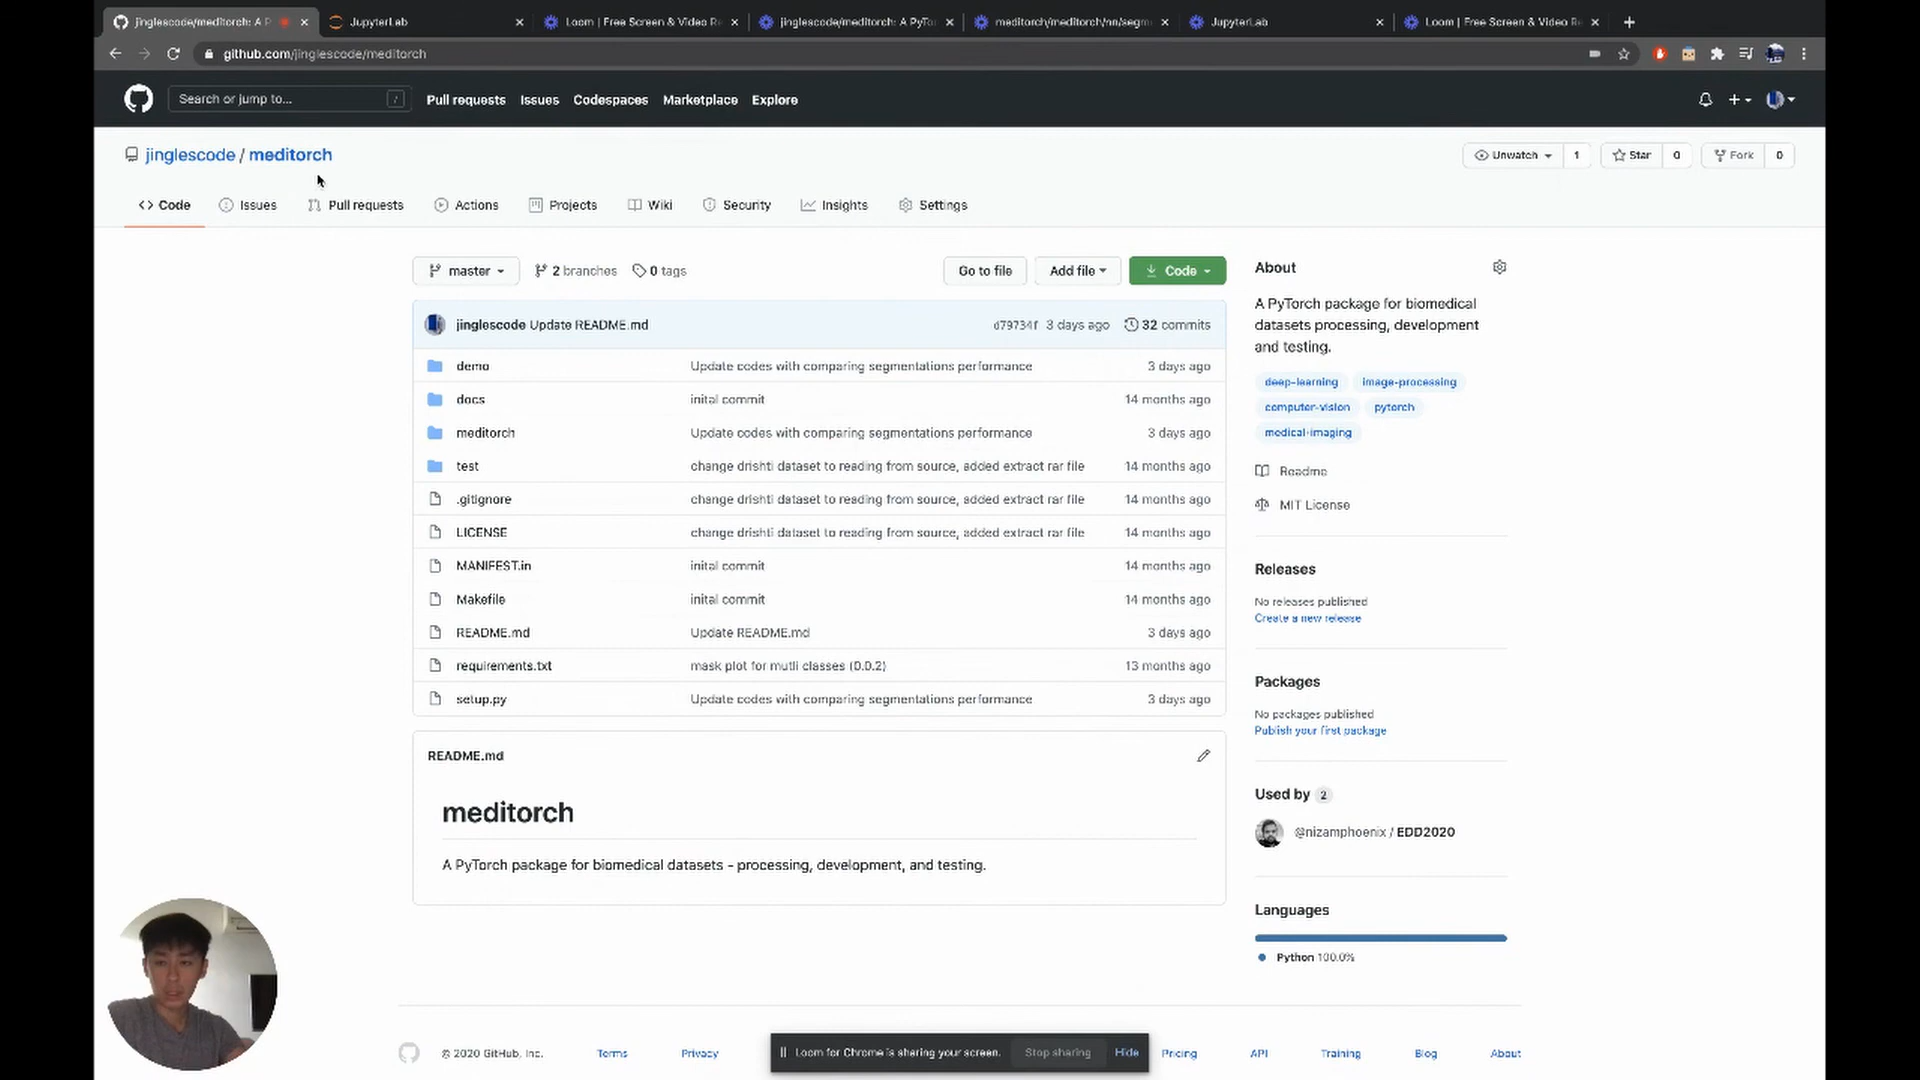 jinglescode/meditorch: A P
JupyterLab
Loom | Free Screen & Video Re
jinglescode/meditorch: A PyTor
meditorch/meditorch/nn/segm
JupyterLab
Loom | Free Screen & Video Re
github.com/jinglescode/meditorch
Search or jump to... /
Pull requests Issues Codespaces Marketplace Explore
jinglescode / meditorch
Unwatch 1 Star 0 Fork 0
Code Issues Pull requests Actions Projects Wiki Security Insights Settings
master 2 branches 0 tags Go to file Add file Code
jinglescode Update README.md d79734f 3 days ago 32 commits
demo Update codes with comparing segmentations performance 3 days ago
docs inital commit 14 months ago
meditorch Update codes with comparing segmentations performance 3 days ago
test change drishti dataset to reading from source, added extract rar file 14 months ago
.gitignore change drishti dataset to reading from source, added extract rar file 14 months ago
LICENSE change drishti dataset to reading from source, added extract rar file 14 months ago
MANIFEST.in inital commit 14 months ago
Makefile inital commit 14 months ago
README.md Update README.md 3 days ago
requirements.txt mask plot for mutli classes (0.0.2) 13 months ago
setup.py Update codes with comparing segmentations performance 3 days ago
README.md
meditorch
A PyTorch package for biomedical datasets - processing, development, and testing.
About
A PyTorch package for biomedical
datasets processing, development
and testing.
deep-learning image-processing
computer-vision pytorch
medical-imaging
Readme
MIT License
Releases
No releases published
Create a new release
Packages
No packages published
Publish your first package
Used by 2
@nizamphoenix / EDD2020
Languages
Python 100.0%
© 2020 GitHub, Inc. Terms Privacy
Loom for Chrome is sharing your screen. Stop sharing Hide
Pricing API Training Blog About